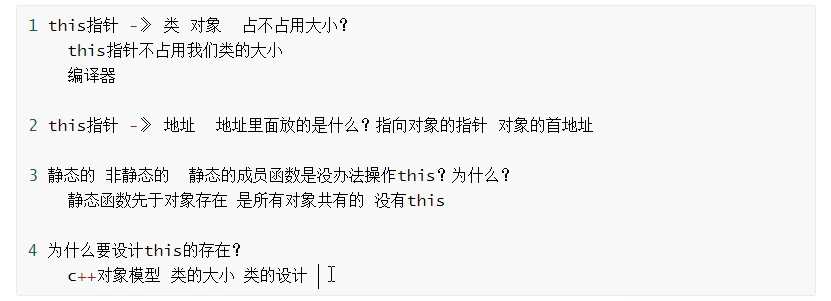 1 this指针 -》 类 对象 占不占用大小?
this指针不占用我们类的大小
编译器
2 this指针 -》 地址 地址里面放的是什么？指向对象的指针 对象的首地址
3 静态的 非静态的 静态的成员函数是没办法操作this？为什么？
静态函数先于对象存在 是所有对象共有的 没有this
4 为什么要设计this的存在？
c++对象模型 类的大小 类的设计